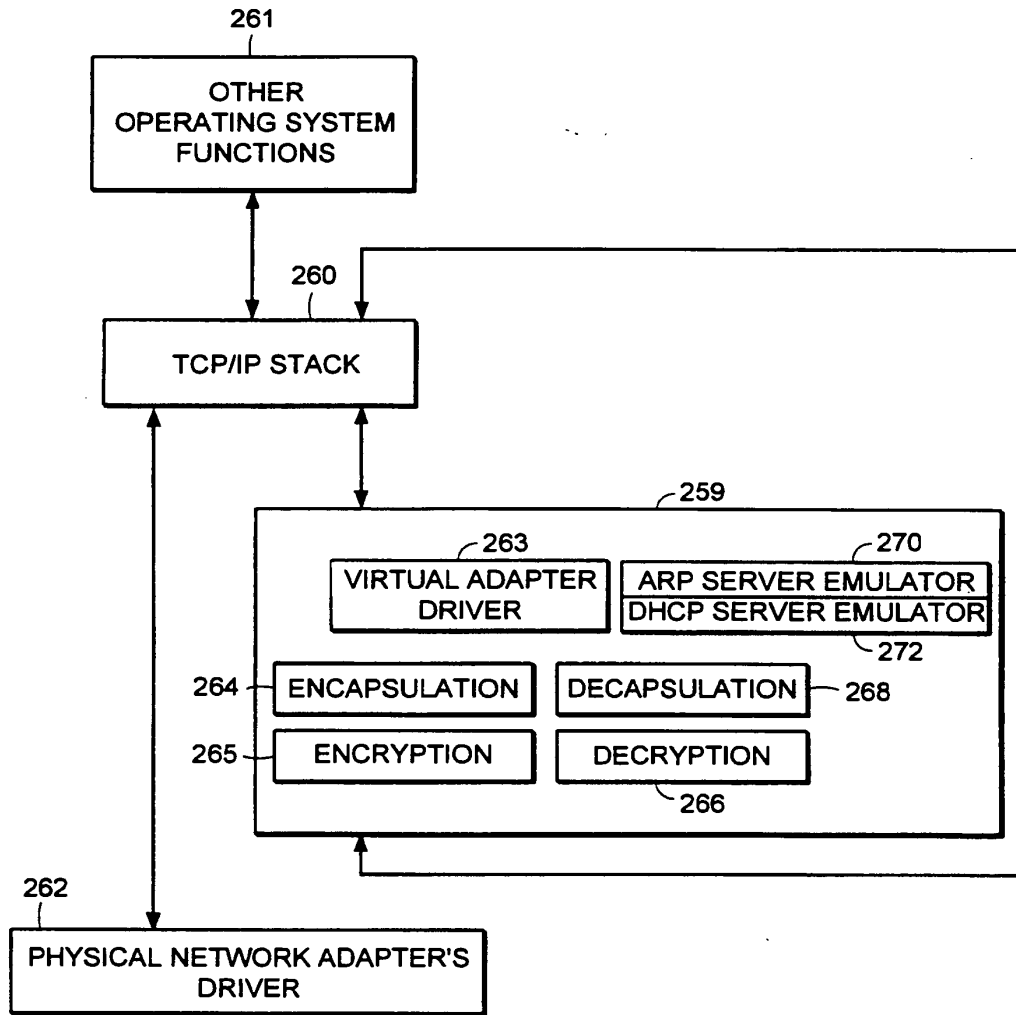 261
OTHER
OPERATING SYSTEM
FUNCTIONS
260
TCP/IP STACK
259
263
VIRTUAL ADAPTER
DRIVER
270
ARP SERVER EMULATOR
DHCP SERVER EMULATOR
272
264
ENCAPSULATION
DECAPSULATION
268
265
ENCRYPTION
DECRYPTION
266
262
PHYSICAL NETWORK ADAPTER'S
DRIVER